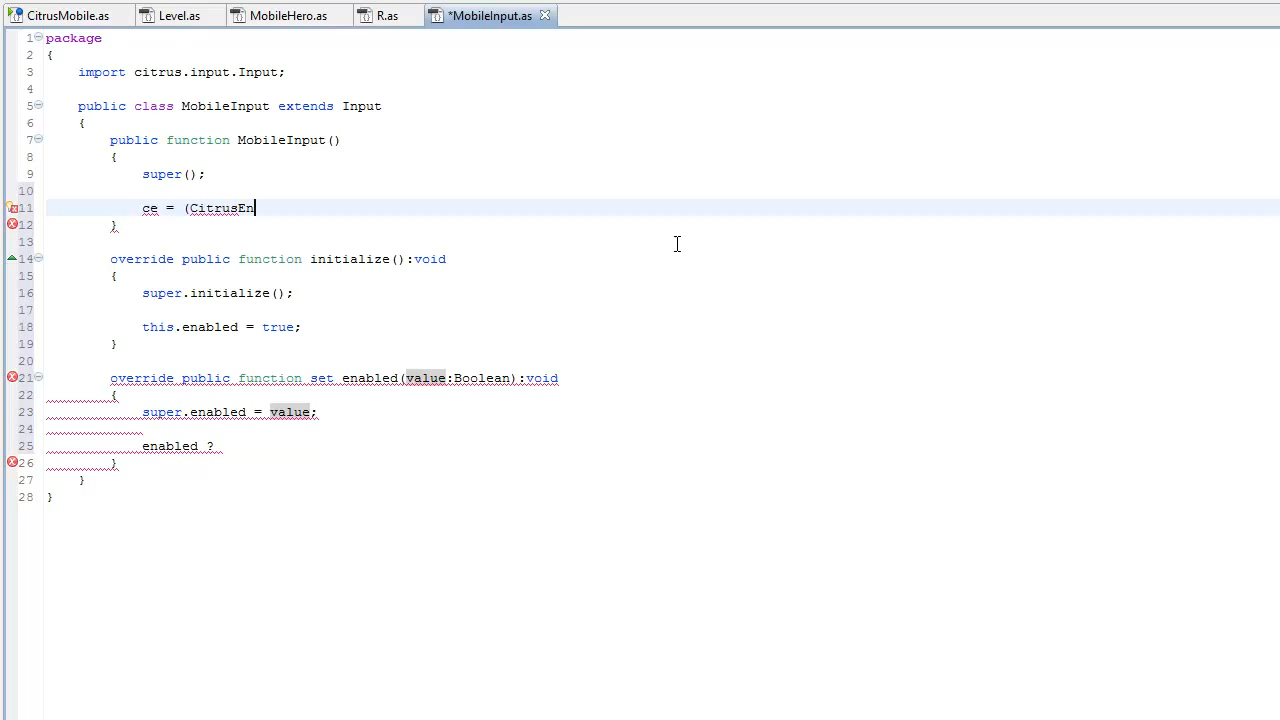 CitrusMobile.as Level.as MobileHero.as R.as *MobileInput.as
1 package
2 {
3 import citrus.input.Input;
4
5 public class MobileInput extends Input
6 {
7 public function MobileInput()
8 {
9 super();
10
11 ce = (CitrusEn
12 }
13
14 override public function initialize():void
15 {
16 super.initialize();
17
18 this.enabled = true;
19 }
20
21 override public function set enabled(value:Boolean):void
22 {
23 super.enabled = value;
24
25 enabled ?
26 }
27 }
28 }